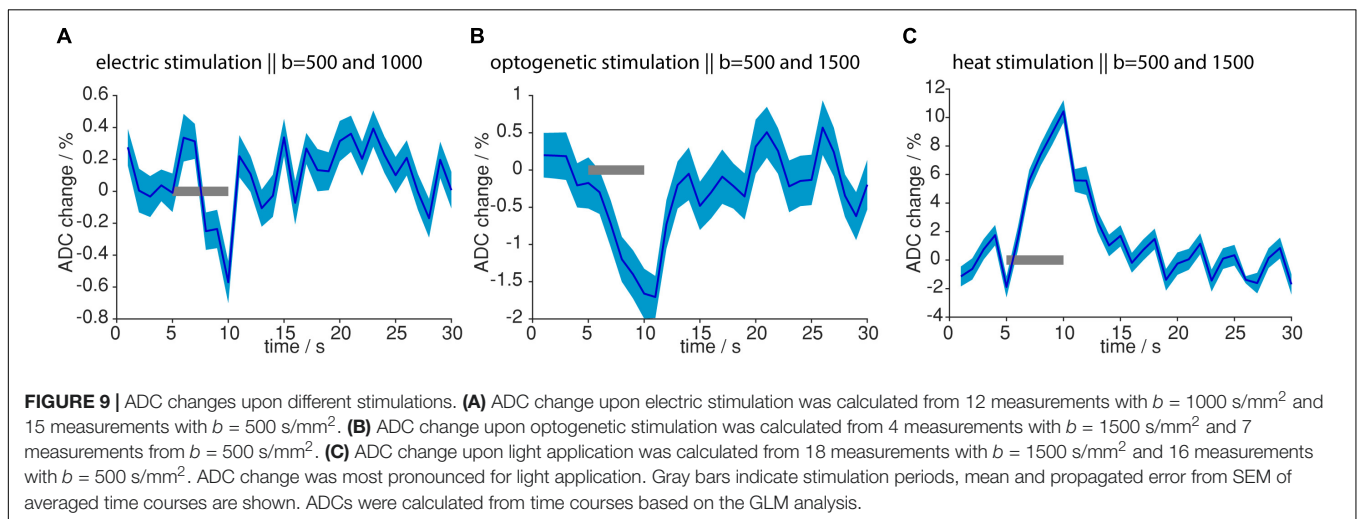 A
electric stimulation || b=500 and 1000
0.6
0.4
0.2
0
-0.2
-0.4
-0.6
-0.8
ADC change / %
0 5 10 15 20 25 30
time / s
B
optogenetic stimulation || b=500 and 1500
1
0.5
0
-0.5
-1
-1.5
-2
ADC change / %
0 5 10 15 20 25 30
time / s
C
heat stimulation || b=500 and 1500
12
10
8
6
4
2
0
-2
-4
ADC change / %
0 5 10 15 20 25 30
time / s
FIGURE 9 | ADC changes upon different stimulations. (A) ADC change upon electric stimulation was calculated from 12 measurements with b = 1000 s/mm² and
15 measurements with b = 500 s/mm². (B) ADC change upon optogenetic stimulation was calculated from 4 measurements with b = 1500 s/mm² and 7
measurements from b = 500 s/mm². (C) ADC change upon light application was calculated from 18 measurements with b = 1500 s/mm² and 16 measurements
with b = 500 s/mm². ADC change was most pronounced for light application. Gray bars indicate stimulation periods, mean and propagated error from SEM of
averaged time courses are shown. ADCs were calculated from time courses based on the GLM analysis.